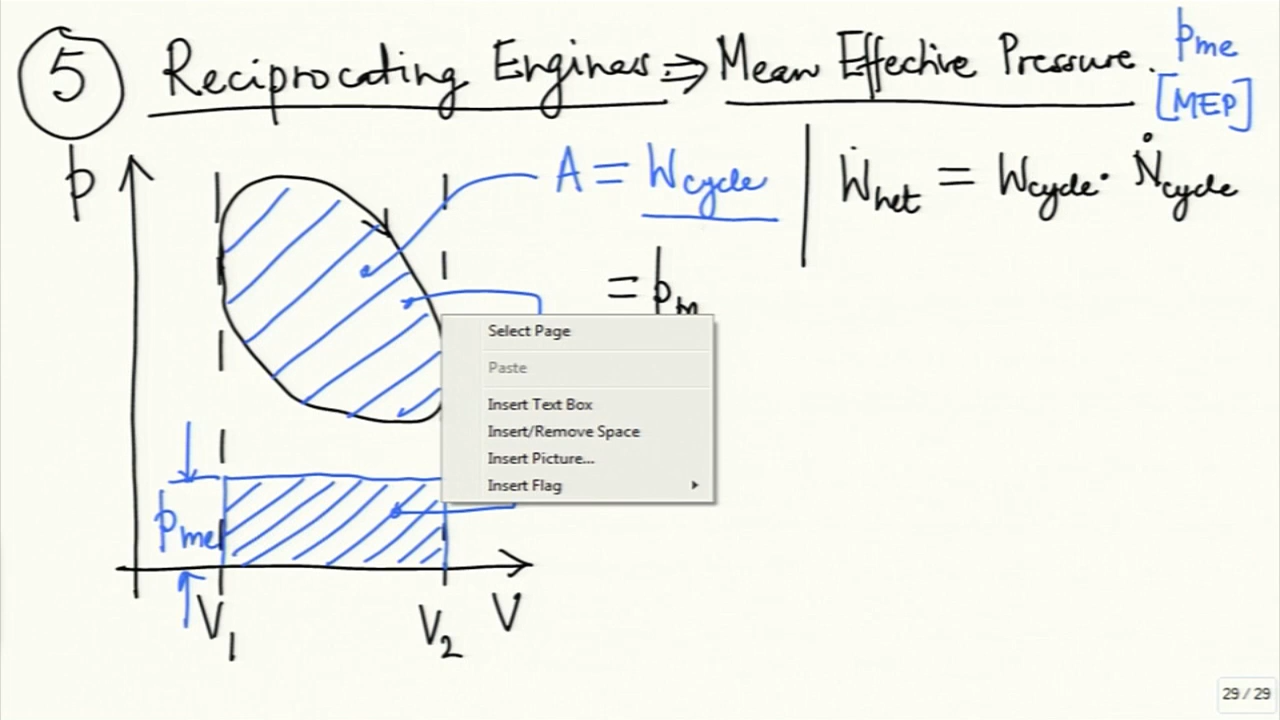 5 Reciprocating Engines ⇒ Mean Effective Pressure. pme
[MEP]
p
A = Wcycle
Ẇnet = Wcycle · Ṅcycle
= pm
Select Page
Paste
Insert Text Box
Insert/Remove Space
Insert Picture...
Insert Flag
pme
V1
V2
V
29 / 29